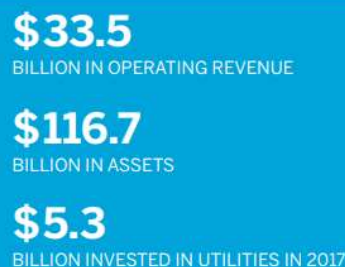 $33.5
BILLION IN OPERATING REVENUE
$116.7
BILLION IN ASSETS
$5.3
BILLION INVESTED IN UTILITIES IN 2017